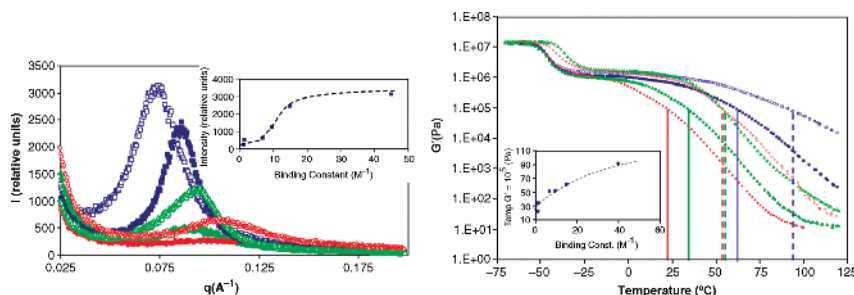 3500
3000
2500
2000
1500
1000
500
0
I (relative units)
0.025
0.075
0.125
0.175
q(A⁻¹)
Intensity (relative units)
4000
3000
2000
1000
0
0
10
20
30
40
50
Binding Constant (M⁻¹)
1.E+08
1.E+07
1.E+06
1.E+05
1.E+04
1.E+03
1.E+02
1.E+01
1.E+00
G'(Pa)
−75
−50
−25
0
25
50
75
100
125
Temperature (ºC)
Temp G' = 10⁵ (Pa)
110
90
70
50
30
10
0
20
40
60
Binding Const. (M⁻¹)